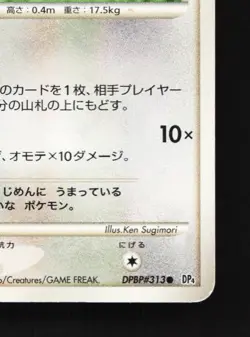 高さ:0.4m 重さ:17.5kg
のカードを1枚、相手プレイヤー
分の山札の上にもどす。
10×
、オモテ×10ダメージ。
じめんに うまっている
な ポケモン。
Illus.Ken Sugimori
抗力 にげる
/Creatures/GAME FREAK. DPBP#313● DP4